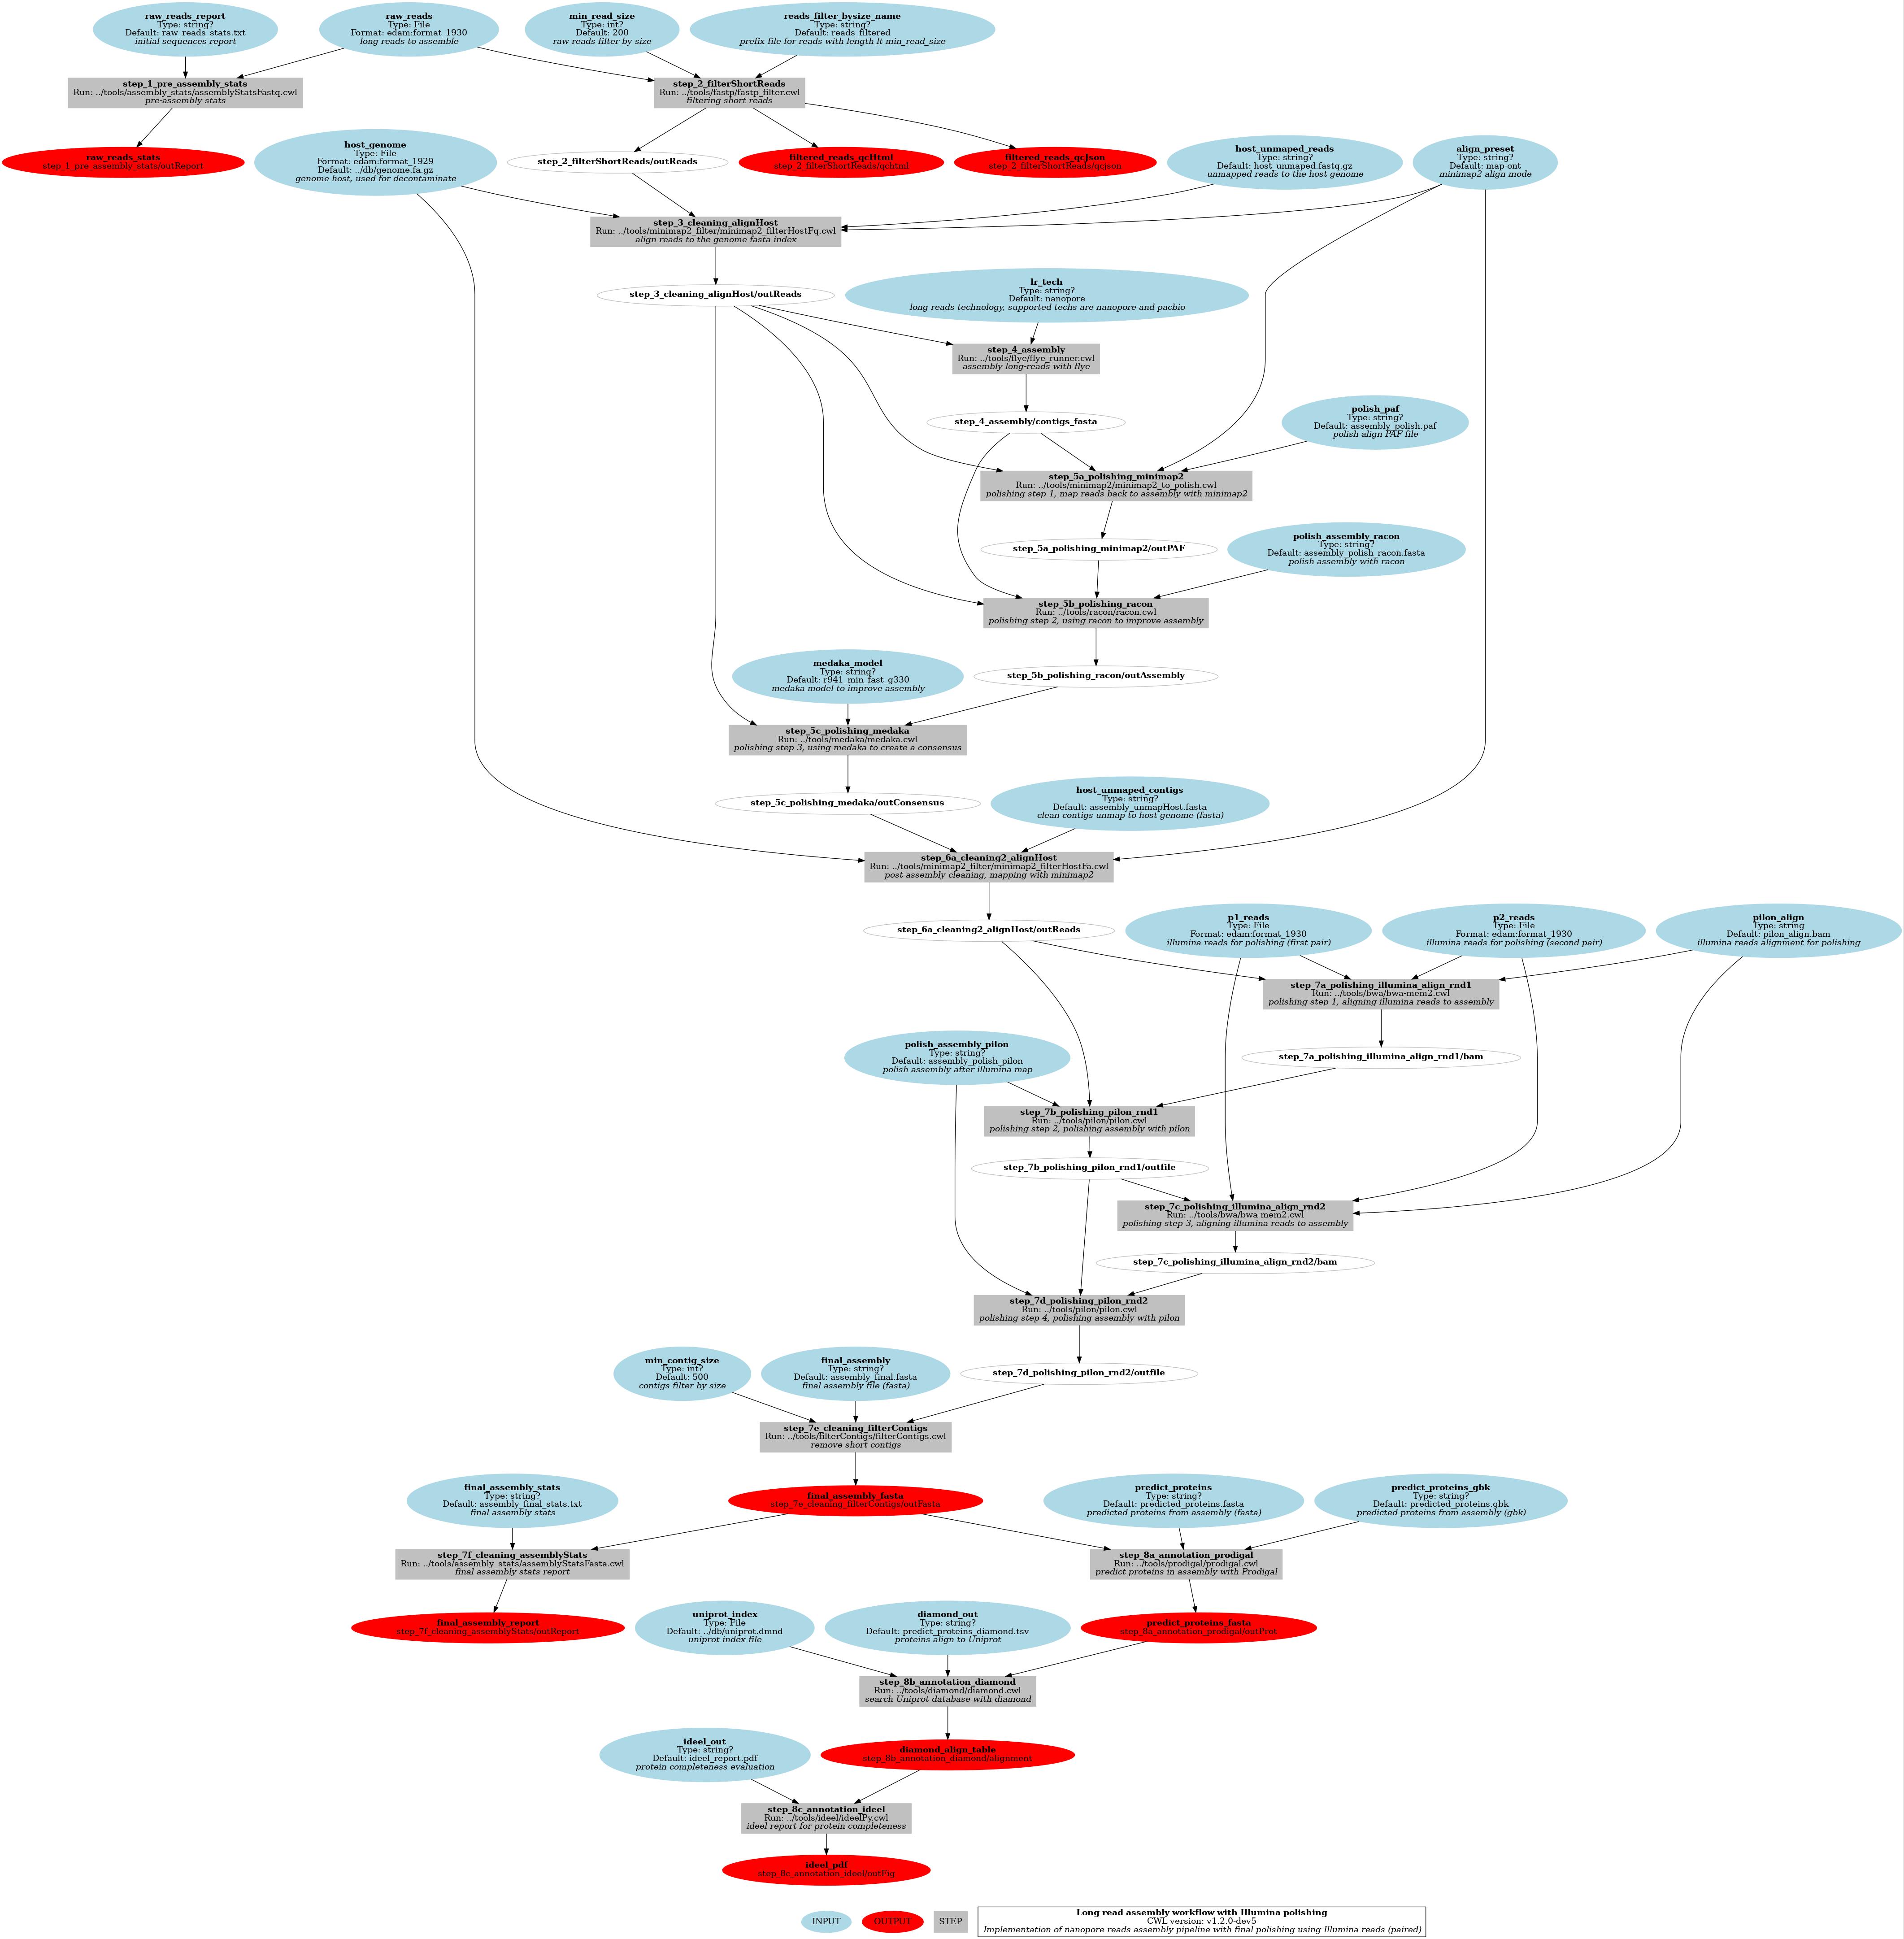 raw_reads_report
Type: string?
Default: raw_reads_stats.txt
initial sequences report
raw_reads
Type: File
Format: edam:format_1930
long reads to assemble
min_read_size
Type: int?
Default: 200
raw reads filter by size
reads_filter_bysize_name
Type: string?
Default: reads_filtered
prefix file for reads with length lt min_read_size
step_1_pre_assembly_stats
Run: ../tools/assembly_stats/assemblyStatsFastq.cwl
pre-assembly stats
step_2_filterShortReads
Run: ../tools/fastp/fastp_filter.cwl
filtering short reads
raw_reads_stats
step_1_pre_assembly_stats/outReport
host_genome
Type: File
Format: edam:format_1929
Default: ../db/genome.fa.gz
genome host, used for decontaminate
step_2_filterShortReads/outReads
filtered_reads_qcHtml
step_2_filterShortReads/qchtml
filtered_reads_qcJson
step_2_filterShortReads/qcjson
host_unmaped_reads
Type: string?
Default: host_unmaped.fastq.gz
unmapped reads to the host genome
align_preset
Type: string?
Default: map-ont
minimap2 align mode
step_3_cleaning_alignHost
Run: ../tools/minimap2_filter/minimap2_filterHostFq.cwl
align reads to the genome fasta index
step_3_cleaning_alignHost/outReads
lr_tech
Type: string?
Default: nanopore
long reads technology, supported techs are nanopore and pacbio
step_4_assembly
Run: ../tools/flye/flye_runner.cwl
assembly long-reads with flye
step_4_assembly/contigs_fasta
polish_paf
Type: string?
Default: assembly_polish.paf
polish align PAF file
step_5a_polishing_minimap2
Run: ../tools/minimap2/minimap2_to_polish.cwl
polishing step 1, map reads back to assembly with minimap2
step_5a_polishing_minimap2/outPAF
polish_assembly_racon
Type: string?
Default: assembly_polish_racon.fasta
polish assembly with racon
step_5b_polishing_racon
Run: ../tools/racon/racon.cwl
polishing step 2, using racon to improve assembly
medaka_model
Type: string?
Default: r941_min_fast_g330
medaka model to improve assembly
step_5b_polishing_racon/outAssembly
step_5c_polishing_medaka
Run: ../tools/medaka/medaka.cwl
polishing step 3, using medaka to create a consensus
step_5c_polishing_medaka/outConsensus
host_unmaped_contigs
Type: string?
Default: assembly_unmapHost.fasta
clean contigs unmap to host genome (fasta)
step_6a_cleaning2_alignHost
Run: ../tools/minimap2_filter/minimap2_filterHostFa.cwl
post-assembly cleaning, mapping with minimap2
step_6a_cleaning2_alignHost/outReads
p1_reads
Type: File
Format: edam:format_1930
illumina reads for polishing (first pair)
p2_reads
Type: File
Format: edam:format_1930
illumina reads for polishing (second pair)
pilon_align
Type: string
Default: pilon_align.bam
illumina reads alignment for polishing
step_7a_polishing_illumina_align_rnd1
Run: ../tools/bwa/bwa-mem2.cwl
polishing step 1, aligning illumina reads to assembly
polish_assembly_pilon
Type: string?
Default: assembly_polish_pilon
polish assembly after illumina map
step_7a_polishing_illumina_align_rnd1/bam
step_7b_polishing_pilon_rnd1
Run: ../tools/pilon/pilon.cwl
polishing step 2, polishing assembly with pilon
step_7b_polishing_pilon_rnd1/outfile
step_7c_polishing_illumina_align_rnd2
Run: ../tools/bwa/bwa-mem2.cwl
polishing step 3, aligning illumina reads to assembly
step_7c_polishing_illumina_align_rnd2/bam
step_7d_polishing_pilon_rnd2
Run: ../tools/pilon/pilon.cwl
polishing step 4, polishing assembly with pilon
min_contig_size
Type: int?
Default: 500
contigs filter by size
final_assembly
Type: string?
Default: assembly_final.fasta
final assembly file (fasta)
step_7d_polishing_pilon_rnd2/outfile
step_7e_cleaning_filterContigs
Run: ../tools/filterContigs/filterContigs.cwl
remove short contigs
final_assembly_stats
Type: string?
Default: assembly_final_stats.txt
final assembly stats
final_assembly_fasta
step_7e_cleaning_filterContigs/outFasta
predict_proteins
Type: string?
Default: predicted_proteins.fasta
predicted proteins from assembly (fasta)
predict_proteins_gbk
Type: string?
Default: predicted_proteins.gbk
predicted proteins from assembly (gbk)
step_7f_cleaning_assemblyStats
Run: ../tools/assembly_stats/assemblyStatsFasta.cwl
final assembly stats report
step_8a_annotation_prodigal
Run: ../tools/prodigal/prodigal.cwl
predict proteins in assembly with Prodigal
final_assembly_report
step_7f_cleaning_assemblyStats/outReport
uniprot_index
Type: File
Default: ../db/uniprot.dmnd
uniprot index file
diamond_out
Type: string?
Default: predict_proteins_diamond.tsv
proteins align to Uniprot
predict_proteins_fasta
step_8a_annotation_prodigal/outProt
step_8b_annotation_diamond
Run: ../tools/diamond/diamond.cwl
search Uniprot database with diamond
ideel_out
Type: string?
Default: ideel_report.pdf
protein completeness evaluation
diamond_align_table
step_8b_annotation_diamond/alignment
step_8c_annotation_ideel
Run: ../tools/ideel/ideelPy.cwl
ideel report for protein completeness
ideel_pdf
step_8c_annotation_ideel/outFig
INPUT
OUTPUT
STEP
Long read assembly workflow with Illumina polishing
CWL version: v1.2.0-dev5
Implementation of nanopore reads assembly pipeline with final polishing using Illumina reads (paired)